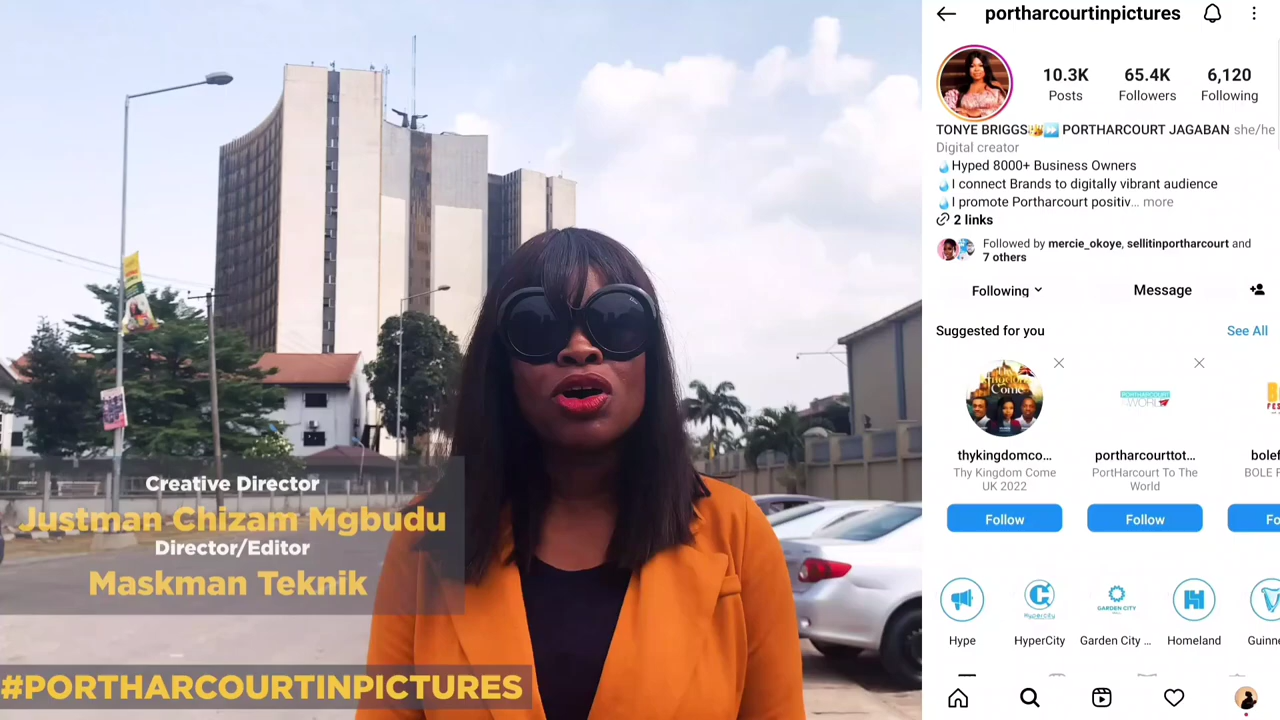 Creative Director
Justman Chizam Mgbudu
Director/Editor
Maskman Teknik
#PORTHARCOURTINPICTURES
portharcourtinpictures
10.3K
Posts
65.4K
Followers
6,120
Following
TONYE BRIGGS PORTHARCOURT JAGABAN she/he
Digital creator
Hyped 8000+ Business Owners
I connect Brands to digitally vibrant audience
I promote Portharcourt positiv… more
2 links
Followed by mercie_okoye, sellitinportharcourt and
7 others
Following
Message
Suggested for you
See All
thykingdomco…
Thy Kingdom Come
UK 2022
Follow
portharcourttot…
PortHarcourt To The
World
Follow
Hype
HyperCity
Garden City ...
Homeland
GARDEN CITY